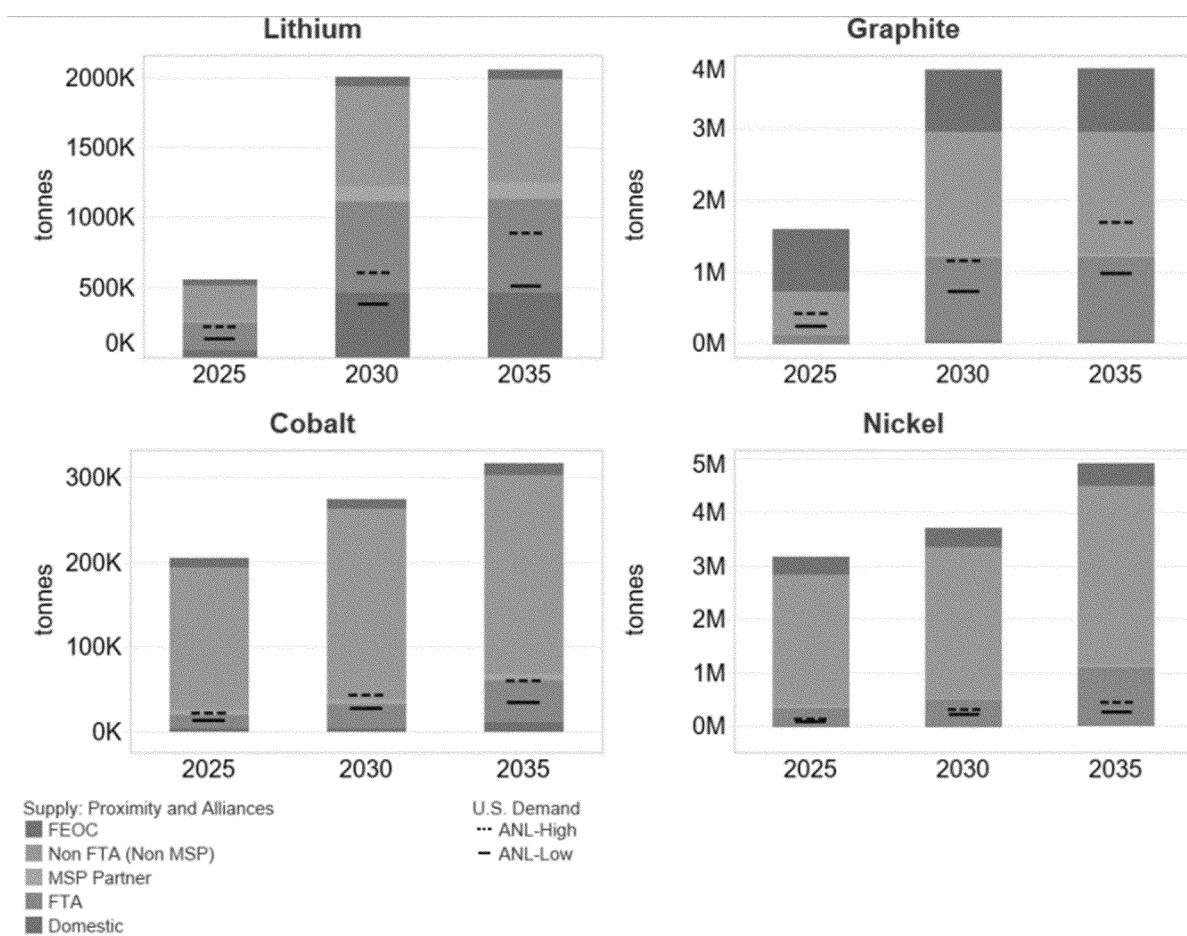 Lithium
2000K
1500K
1000K
500K
0K
tonnes
2025 2030 2035
Graphite
4M
3M
2M
1M
0M
tonnes
2025 2030 2035
Cobalt
300K
200K
100K
0K
tonnes
2025 2030 2035
Nickel
5M
4M
3M
2M
1M
0M
tonnes
2025 2030 2035
Supply: Proximity and Alliances
FEOC
Non FTA (Non MSP)
MSP Partner
FTA
Domestic
U.S. Demand
ANL-High
ANL-Low